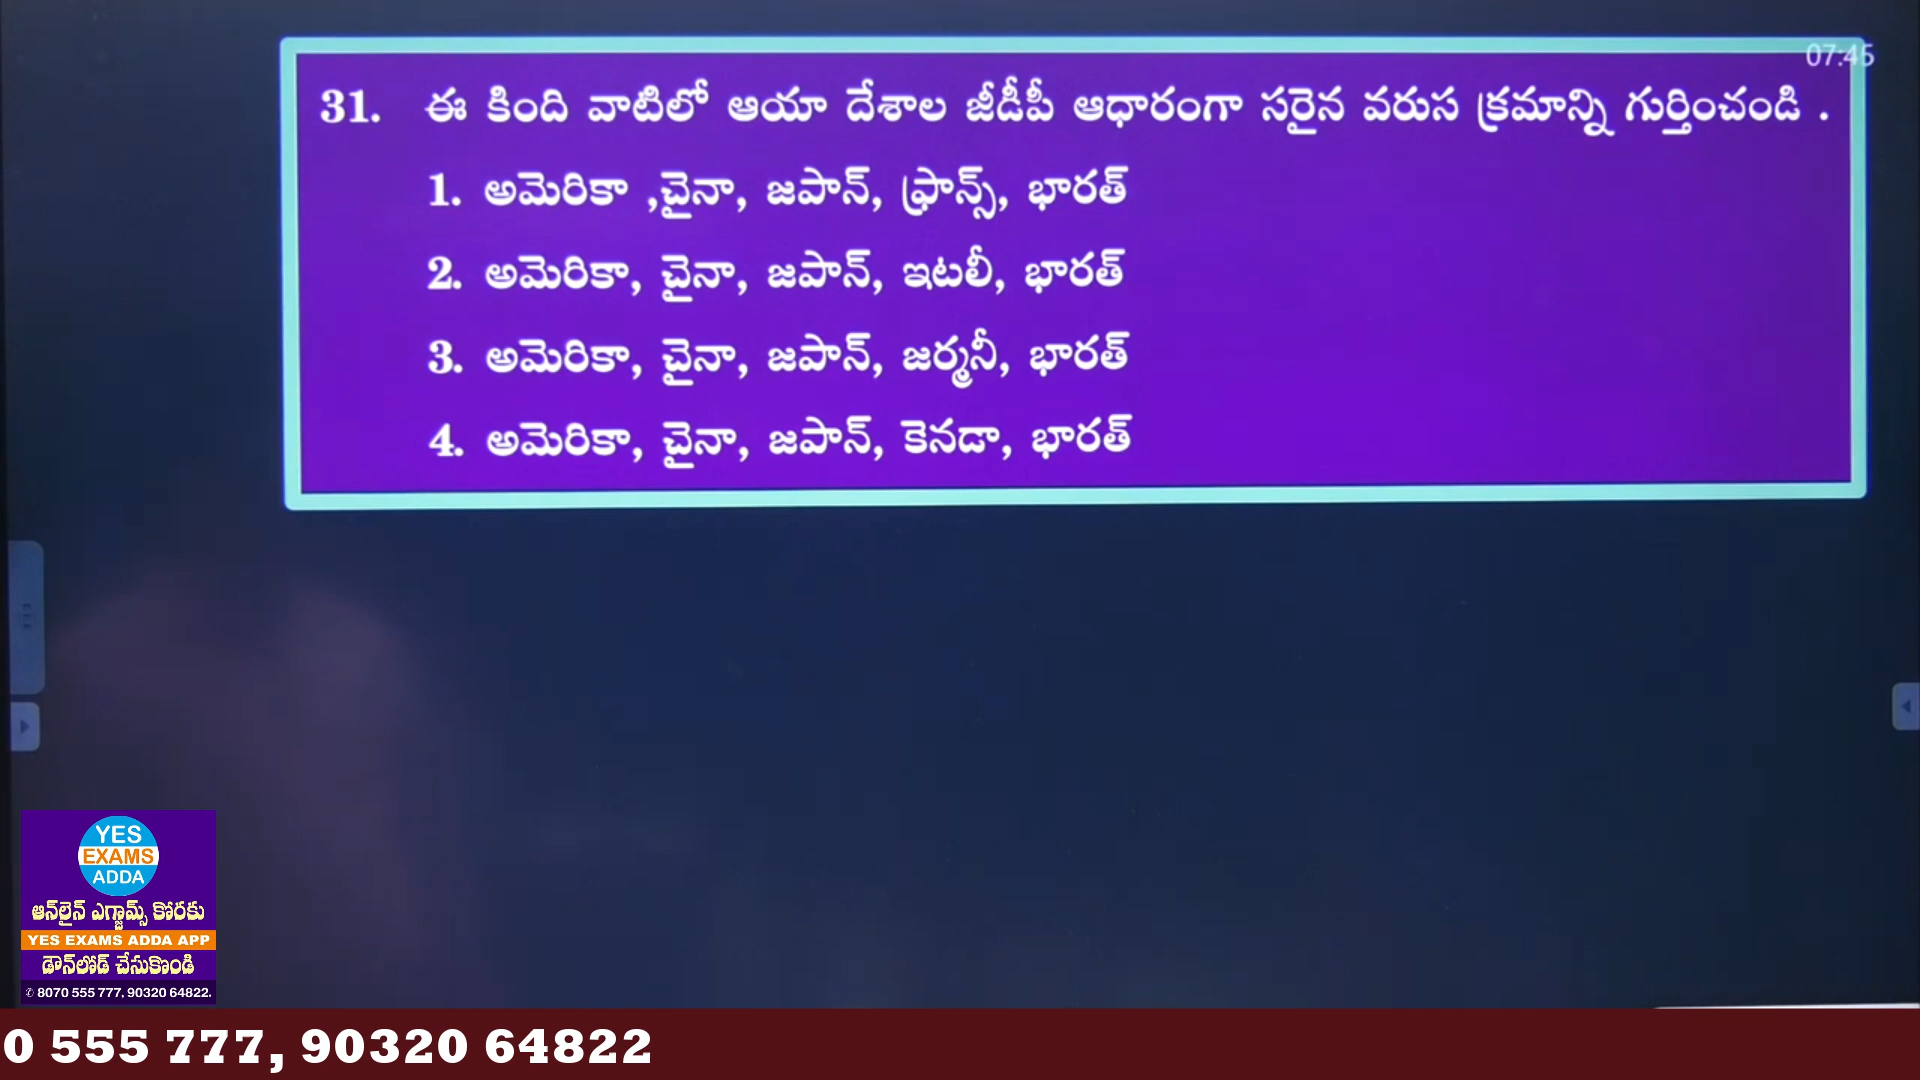 07:45
31. ఈ కింది వాటిలో ఆయా దేశాల జీడీపీ ఆధారంగా సరైన వరుస క్రమాన్ని గుర్తించండి .
1. అమెరికా ,చైనా, జపాన్, ఫ్రాన్స్, భారత్
2. అమెరికా, చైనా, జపాన్, ఇటలీ, భారత్
3. అమెరికా, చైనా, జపాన్, జర్మనీ, భారత్
4. అమెరికా, చైనా, జపాన్, కెనడా, భారత్
YES
EXAMS
ADDA
ఆన్‌లైన్ ఎగ్జామ్స్ కోరకు
YES EXAMS ADDA APP
డౌన్‌లోడ్ చేసుకొండి
✆ 8070 555 777, 90320 64822.
0 555 777, 90320 64822